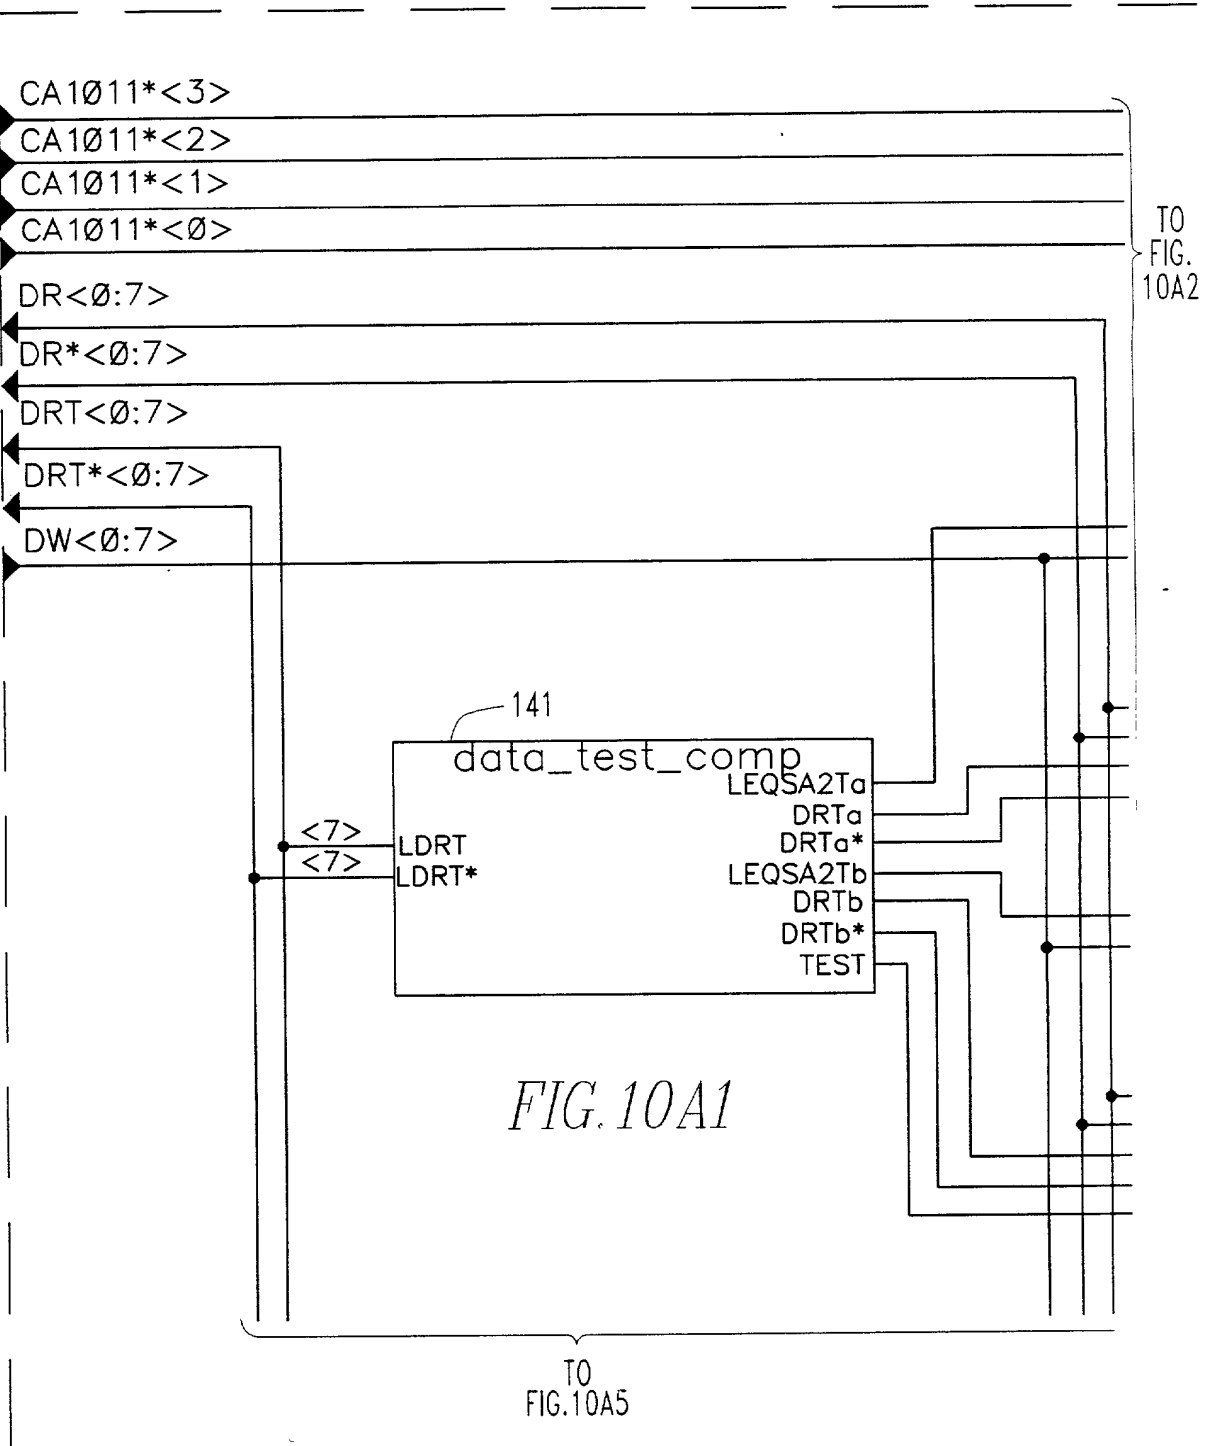 CA1Ø11*<3>
CA1Ø11*<2>
CA1Ø11*<1>
CA1Ø11*<Ø>
TO
FIG.
10A2
DR<Ø:7>
DR*<Ø:7>
DRT<Ø:7>
DRT*<Ø:7>
DW<Ø:7>
141
data_test_comp
LEQSA2Ta
DRTa
<7> LDRT DRTa*
<7> LDRT* LEQSA2Tb
DRTb
DRTb*
TEST
FIG. 10A1
TO
FIG.10A5